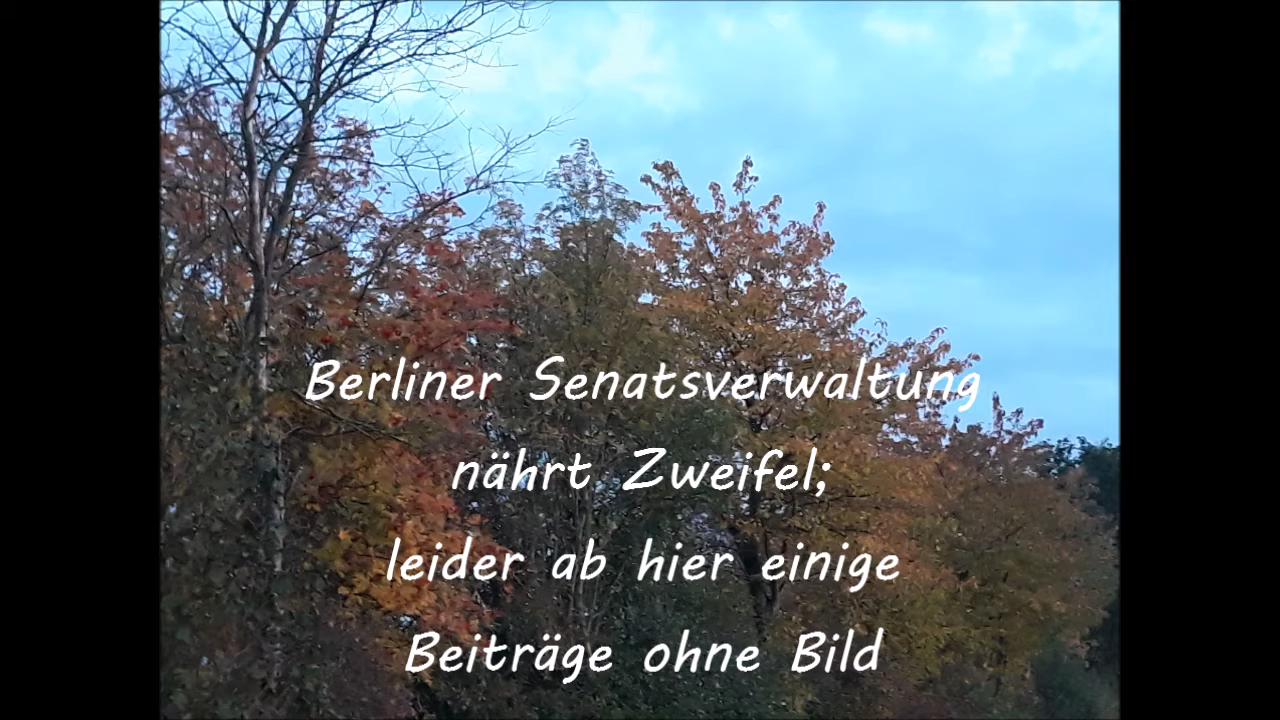 Berliner Senatsverwaltung
nährt Zweifel;
leider ab hier einige
Beiträge ohne Bild